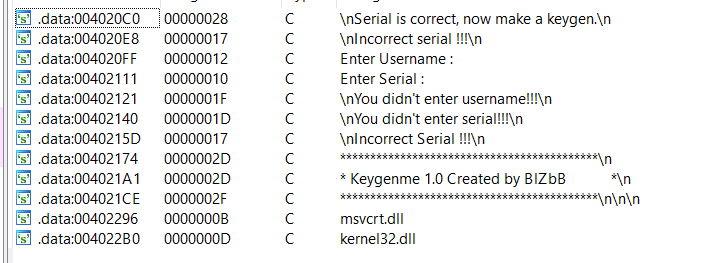 .data:004020C0 00000028 C \nSerial is correct, now make a keygen.\n
.data:004020E8 00000017 C \nIncorrect serial !!!\n
.data:004020FF 00000012 C Enter Username :
.data:00402111 00000010 C Enter Serial :
.data:00402121 0000001F C \nYou didn't enter username!!!\n
.data:00402140 0000001D C \nYou didn't enter serial!!!\n
.data:0040215D 00000017 C \nIncorrect Serial !!!\n
.data:00402174 0000002D C *******************************************\n
.data:004021A1 0000002D C * Keygenme 1.0 Created by BIZbB *\n
.data:004021CE 0000002F C *******************************************\n\n\n
.data:00402296 0000000B C msvcrt.dll
.data:004022B0 0000000D C kernel32.dll